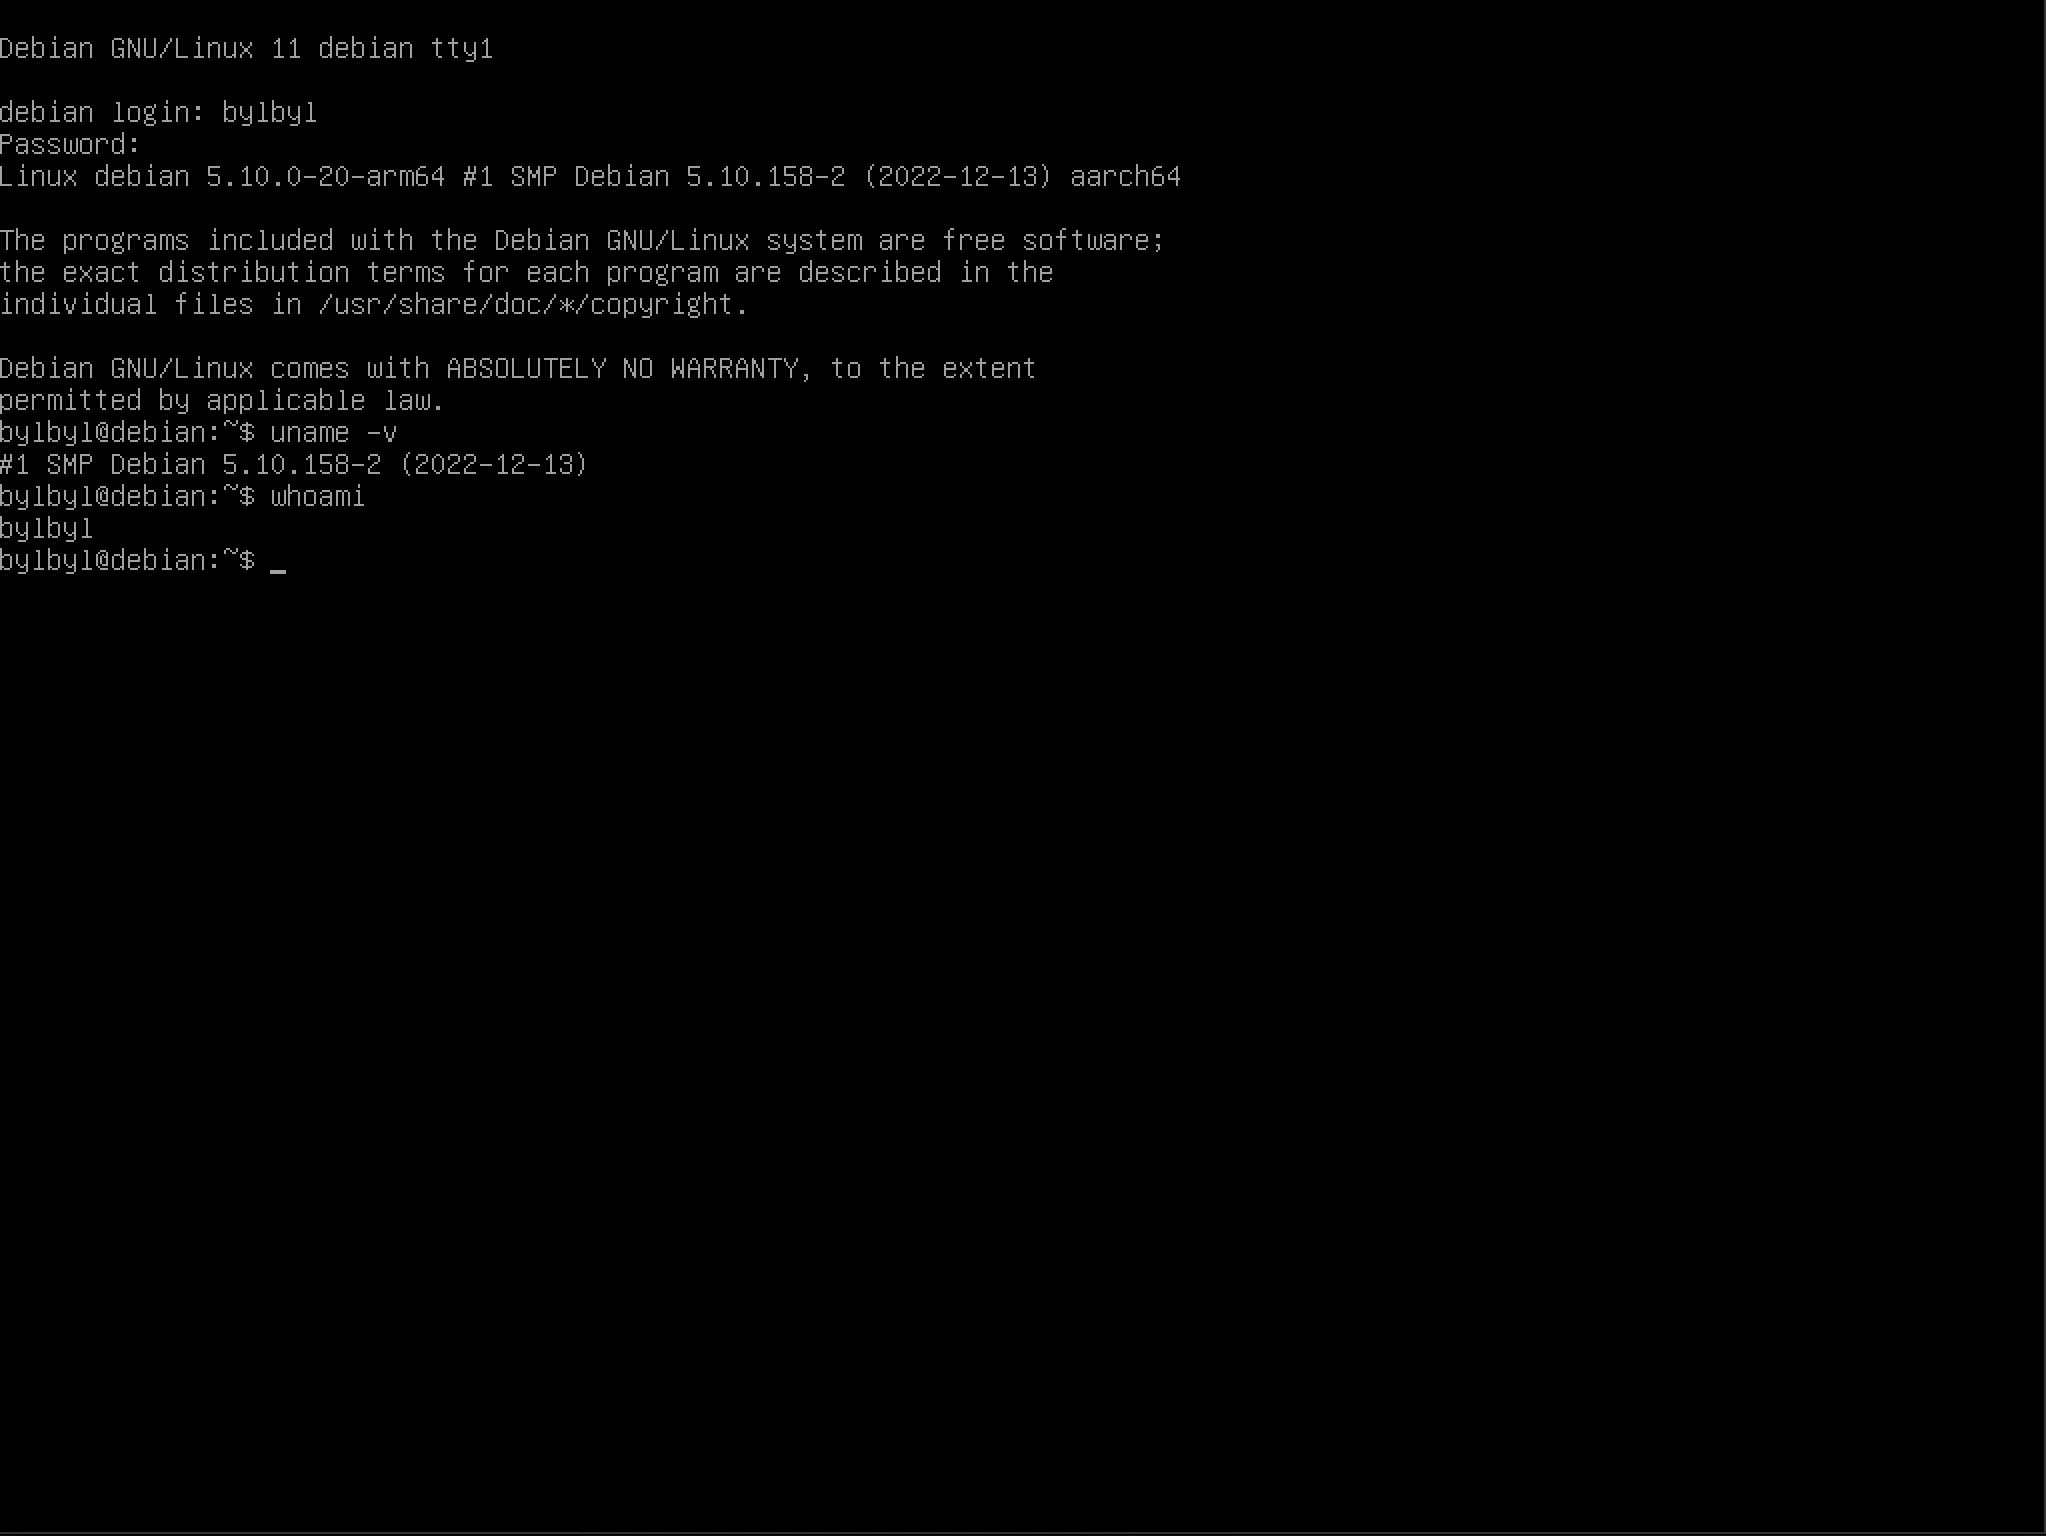 Debian GNU/Linux 11 debian tty1
debian login: bylbyl
Password:
Linux debian 5.10.0-20-arm64 #1 SMP Debian 5.10.158-2 (2022-12-13) aarch64
The programs included with the Debian GNU/Linux system are free software;
the exact distribution terms for each program are described in the
individual files in /usr/share/doc/*/copyright.
Debian GNU/Linux comes with ABSOLUTELY NO WARRANTY, to the extent
permitted by applicable law.
bylbyl@debian:~$ uname -v
#1 SMP Debian 5.10.158-2 (2022-12-13)
bylbyl@debian:~$ whoami
bylbyl
bylbyl@debian:~$ _